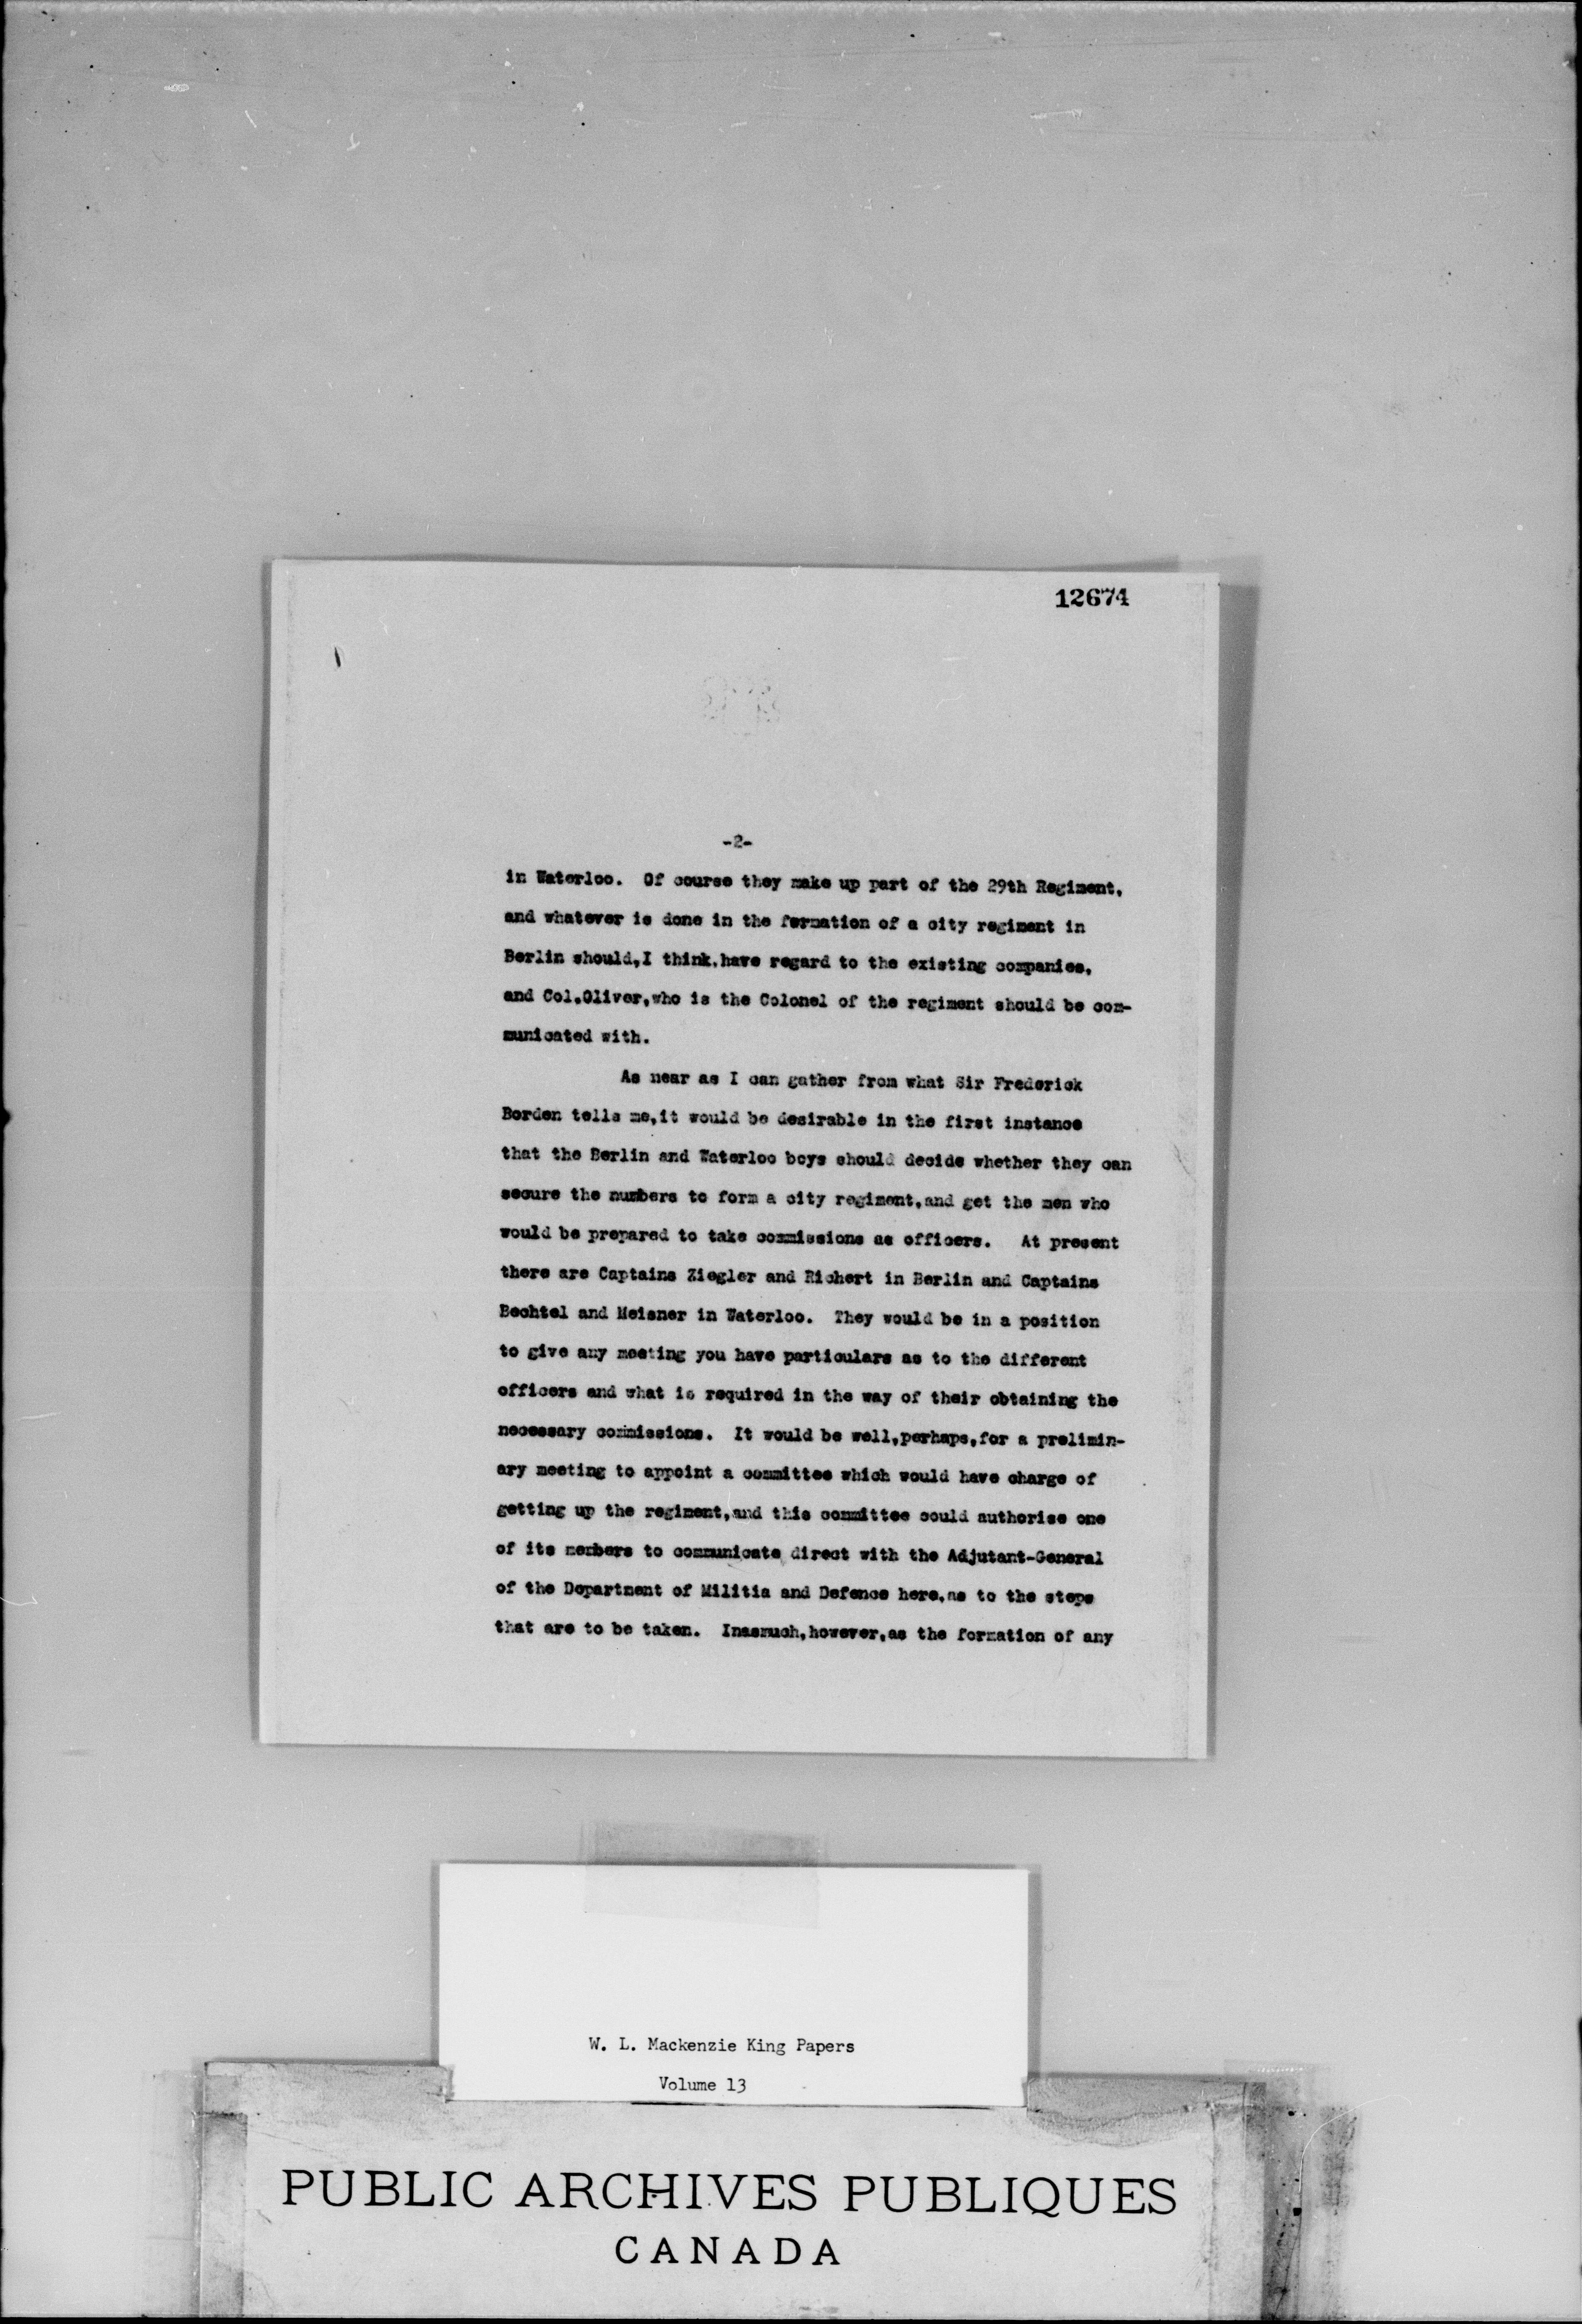 12674
-2-
in Waterloo. Of course they make up part of the 29th Regiment,
and whatever is done in the formation of a city regiment in
Berlin should,I think,have regard to the existing companies,
and Col.Oliver,who is the Colonel of the regiment should be com-
municated with.
As near as I can gather from what Sir Frederick
Borden tells me,it would be desirable in the first instance
that the Berlin and Waterloo boys should decide whether they can
secure the numbers to form a city regiment,and get the men who
would be prepared to take commissions as officers. At present
there are Captains Ziegler and Richert in Berlin and Captains
Bechtel and Meisner in Waterloo. They would be in a position
to give any meeting you have particulars as to the different
officers and what is required in the way of their obtaining the
necessary commissions. It would be well,perhaps,for a prelimin-
ary meeting to appoint a committee which would have charge of
getting up the regiment,and this committee could authorise one
of its members to communicate direct with the Adjutant-General
of the Department of Militia and Defence here,as to the steps
that are to be taken. Inasmuch,however,as the formation of any
W. L. Mackenzie King Papers
Volume 13
PUBLIC ARCHIVES PUBLIQUES
CANADA